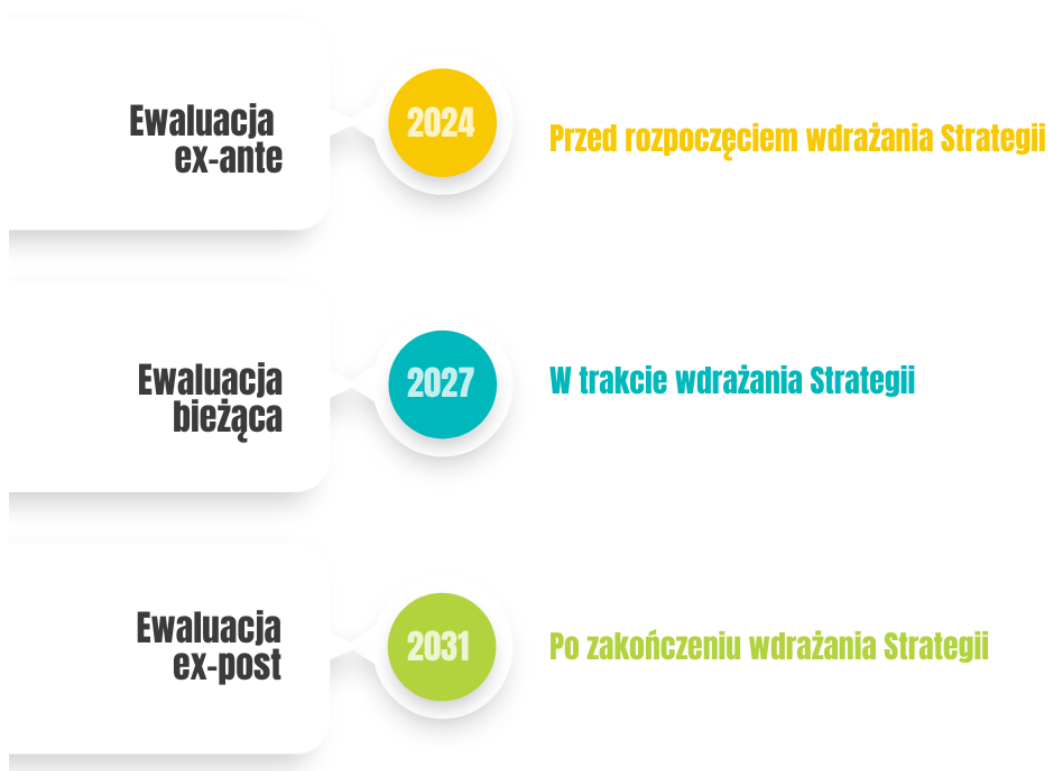 Ewaluacja
ex-ante
2024
Przed rozpoczęciem wdrażania Strategii
Ewaluacja
bieżąca
2027
W trakcie wdrażania Strategii
Ewaluacja
ex-post
2031
Po zakończeniu wdrażania Strategii